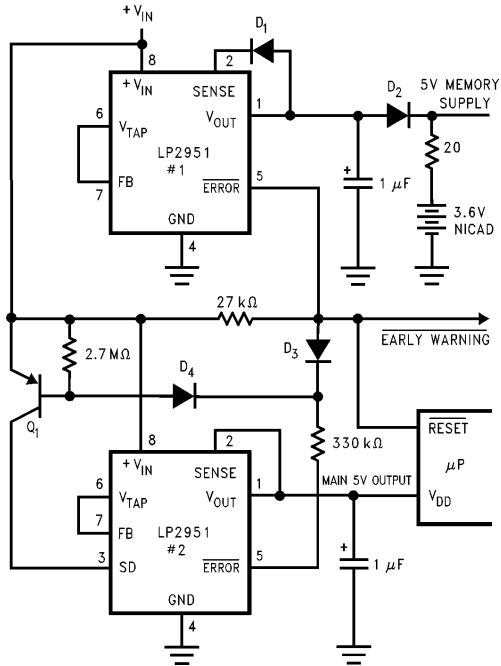 + VIN
D1
8
2
+ VIN
SENSE
D2
5V MEMORY
SUPPLY
6
VTAP
VOUT
1
LP2951
#1
20
7
FB
ERROR
5
+
1 μF
3.6V
NICAD
GND
4
27 kΩ
EARLY WARNING
2.7 MΩ
D3
D4
Q1
330 kΩ
8
2
+ VIN
SENSE
RESET
μP
6
VTAP
VOUT
1
MAIN 5V OUTPUT
VDD
7
FB
LP2951
#2
3
SD
ERROR
5
+
1 μF
GND
4